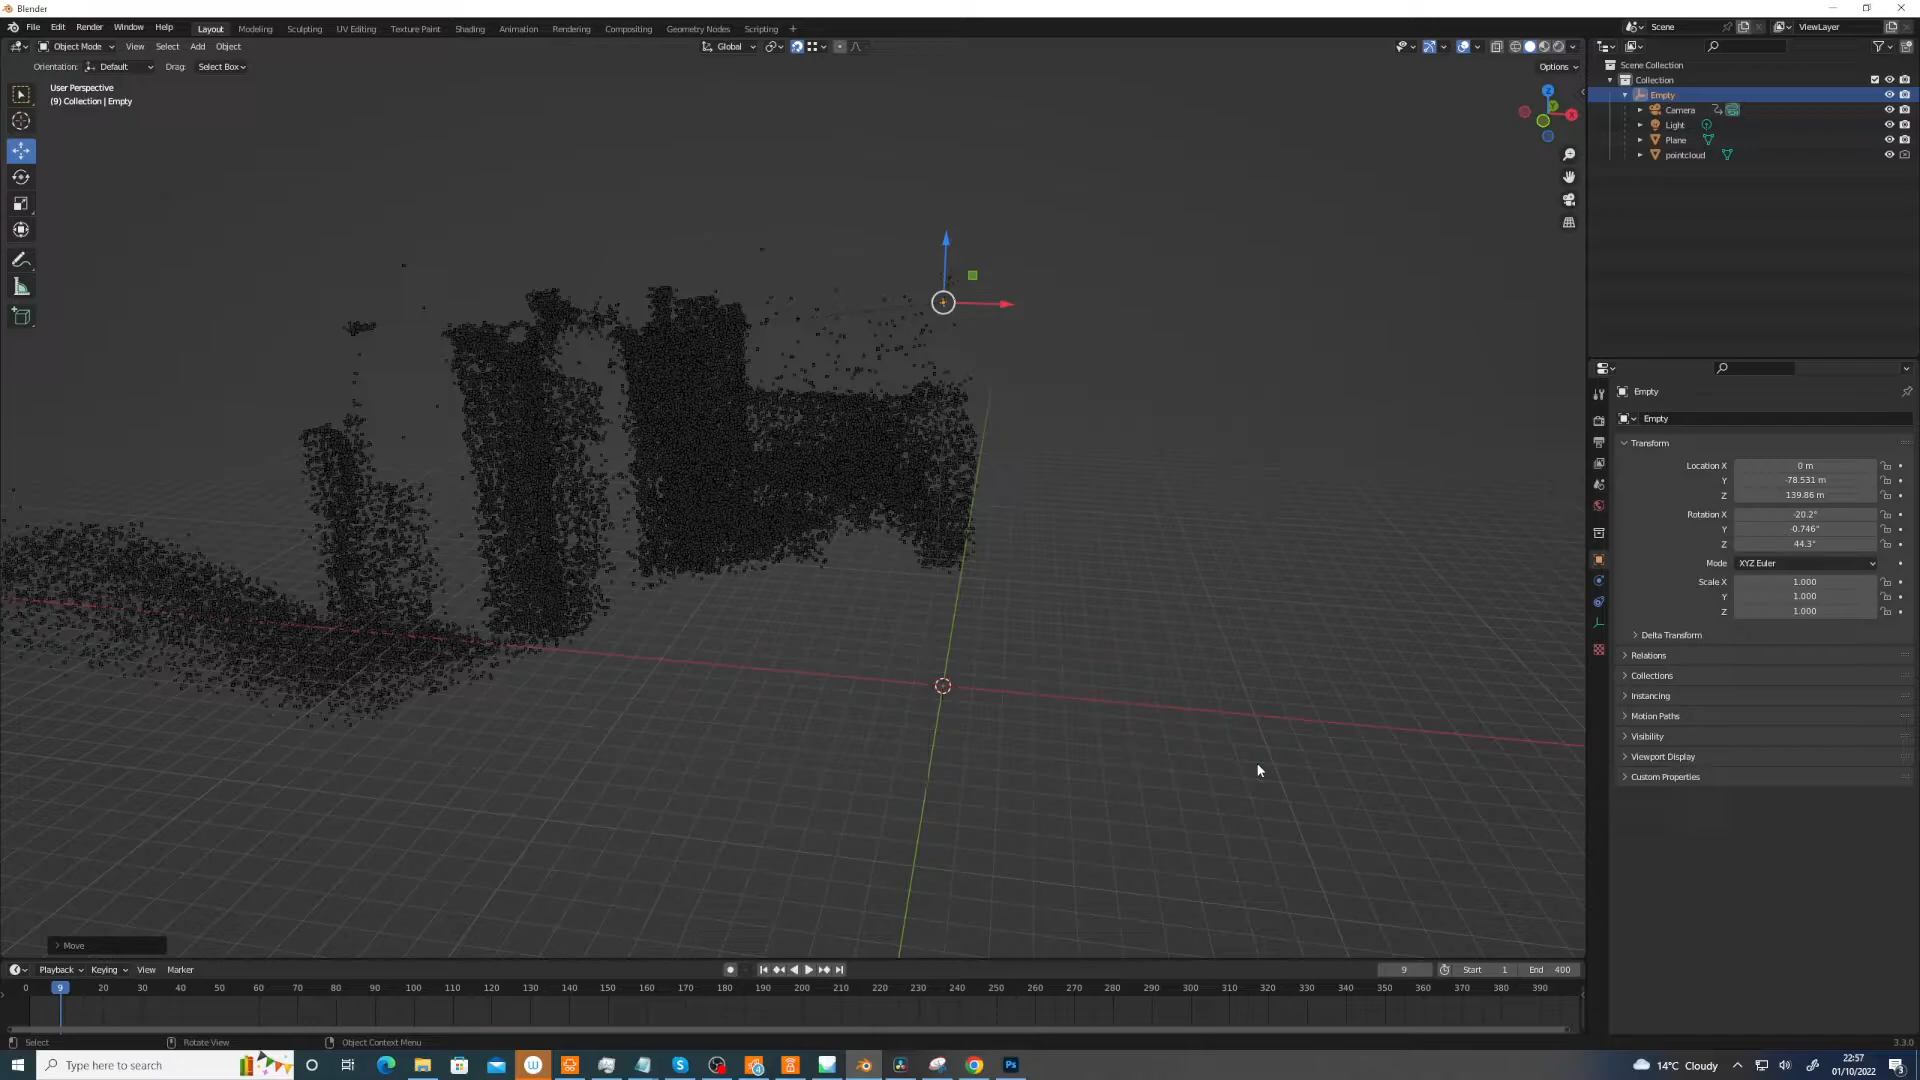 Blender
File Edit Render Window Help
Layout Modeling Sculpting UV Editing Texture Paint Shading Animation Rendering Compositing Geometry Nodes Scripting +
Scene
ViewLayer
Object Mode View Select Add Object
Global
Orientation: Default Drag: Select Box
Options
User Perspective
(9) Collection | Empty
Z
Y
X
Scene Collection
Collection
Empty
Camera
Light
Plane
pointcloud
Empty
Empty
Transform
Location X 0 m
Y -78.531 m
Z 139.86 m
Rotation X -20.2°
Y -0.746°
Z 44.3°
Mode XYZ Euler
Scale X 1.000
Y 1.000
Z 1.000
Delta Transform
Relations
Collections
Instancing
Motion Paths
Visibility
Viewport Display
Custom Properties
Move
Playback Keying View Marker
9 Start 1 End 400
0 9 20 30 40 50 60 70 80 90 100 110 120 130 140 150 160 170 180 190 200 210 220 230 240 250 260 270 280 290 300 310 320 330 340 350 360 370 380 390
Select Rotate View Object Context Menu
3.3.0
Type here to search
14°C Cloudy
22:57
01/10/2022